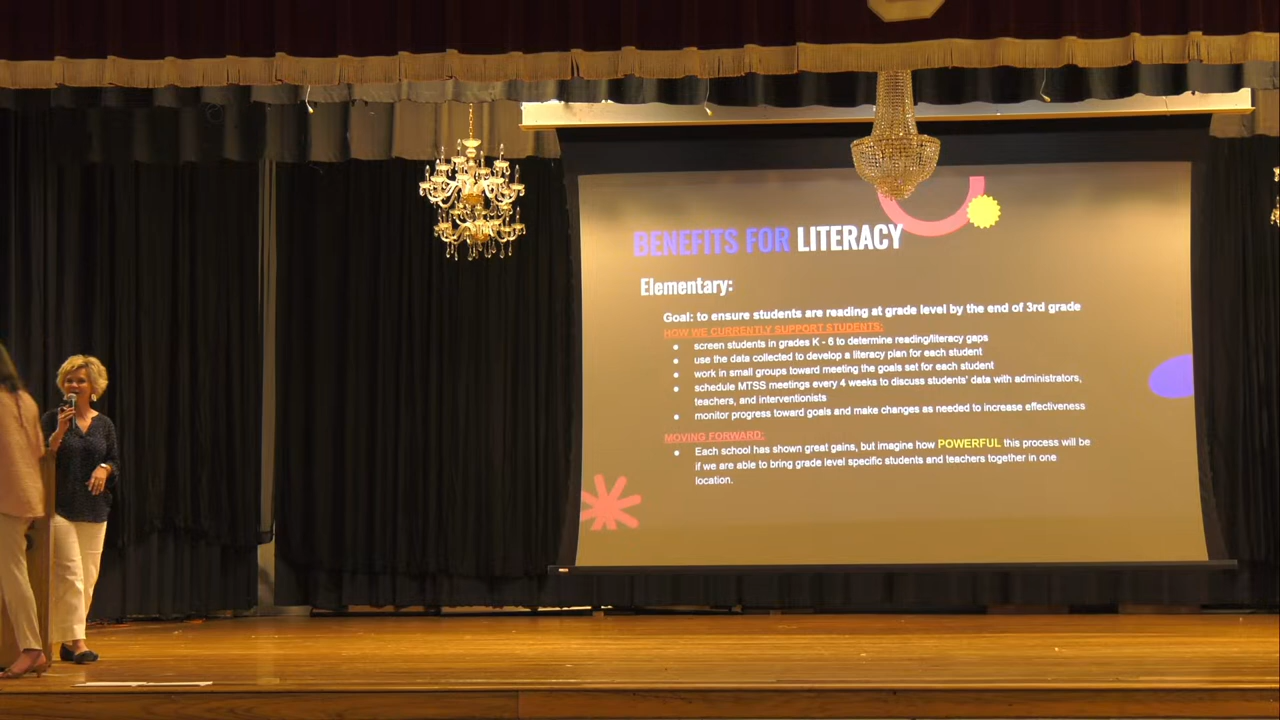 BENEFITS FOR LITERACY
Elementary:
Goal: to ensure students are reading at grade level by the end of 3rd grade
HOW WE CURRENTLY SUPPORT STUDENTS:
● screen students in grades K - 6 to determine reading/literacy gaps
● use the data collected to develop a literacy plan for each student
● work in small groups toward meeting the goals set for each student
● schedule MTSS meetings every 4 weeks to discuss students' data with administrators,
teachers, and interventionists
● monitor progress toward goals and make changes as needed to increase effectiveness
MOVING FORWARD:
● Each school has shown great gains, but imagine how POWERFUL this process will be
if we are able to bring grade level specific students and teachers together in one
location.